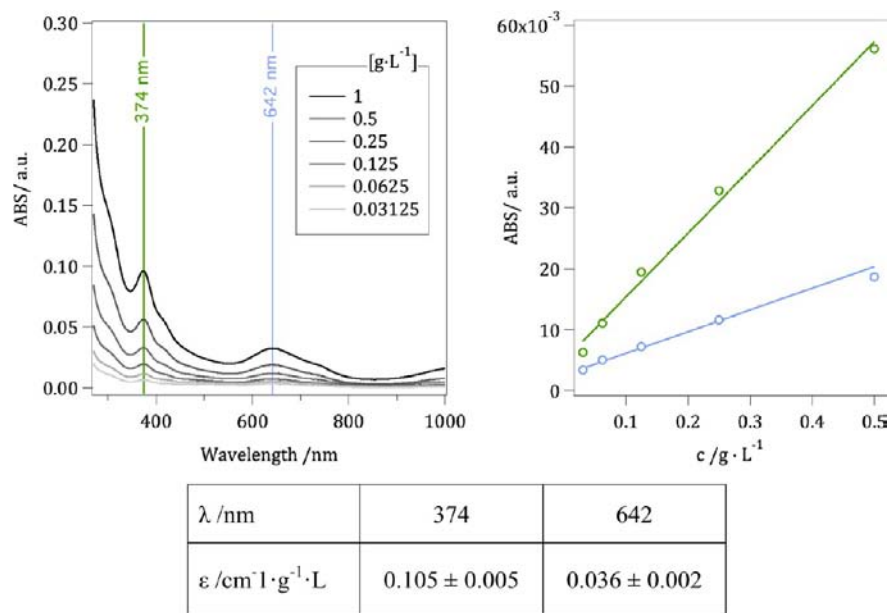 0.30
0.25
0.20
0.15
0.10
0.05
0.00
ABS/ a.u.
374 nm
642 nm
[g·L⁻¹]
1
0.5
0.25
0.125
0.0625
0.03125
400
600
800
1000
Wavelength /nm
60x10⁻³
50
40
30
20
10
0
ABS/ a.u.
0.1
0.2
0.3
0.4
0.5
c /g · L⁻¹
λ /nm 374 642
ε /cm⁻1·g⁻¹·L 0.105 ± 0.005 0.036 ± 0.002